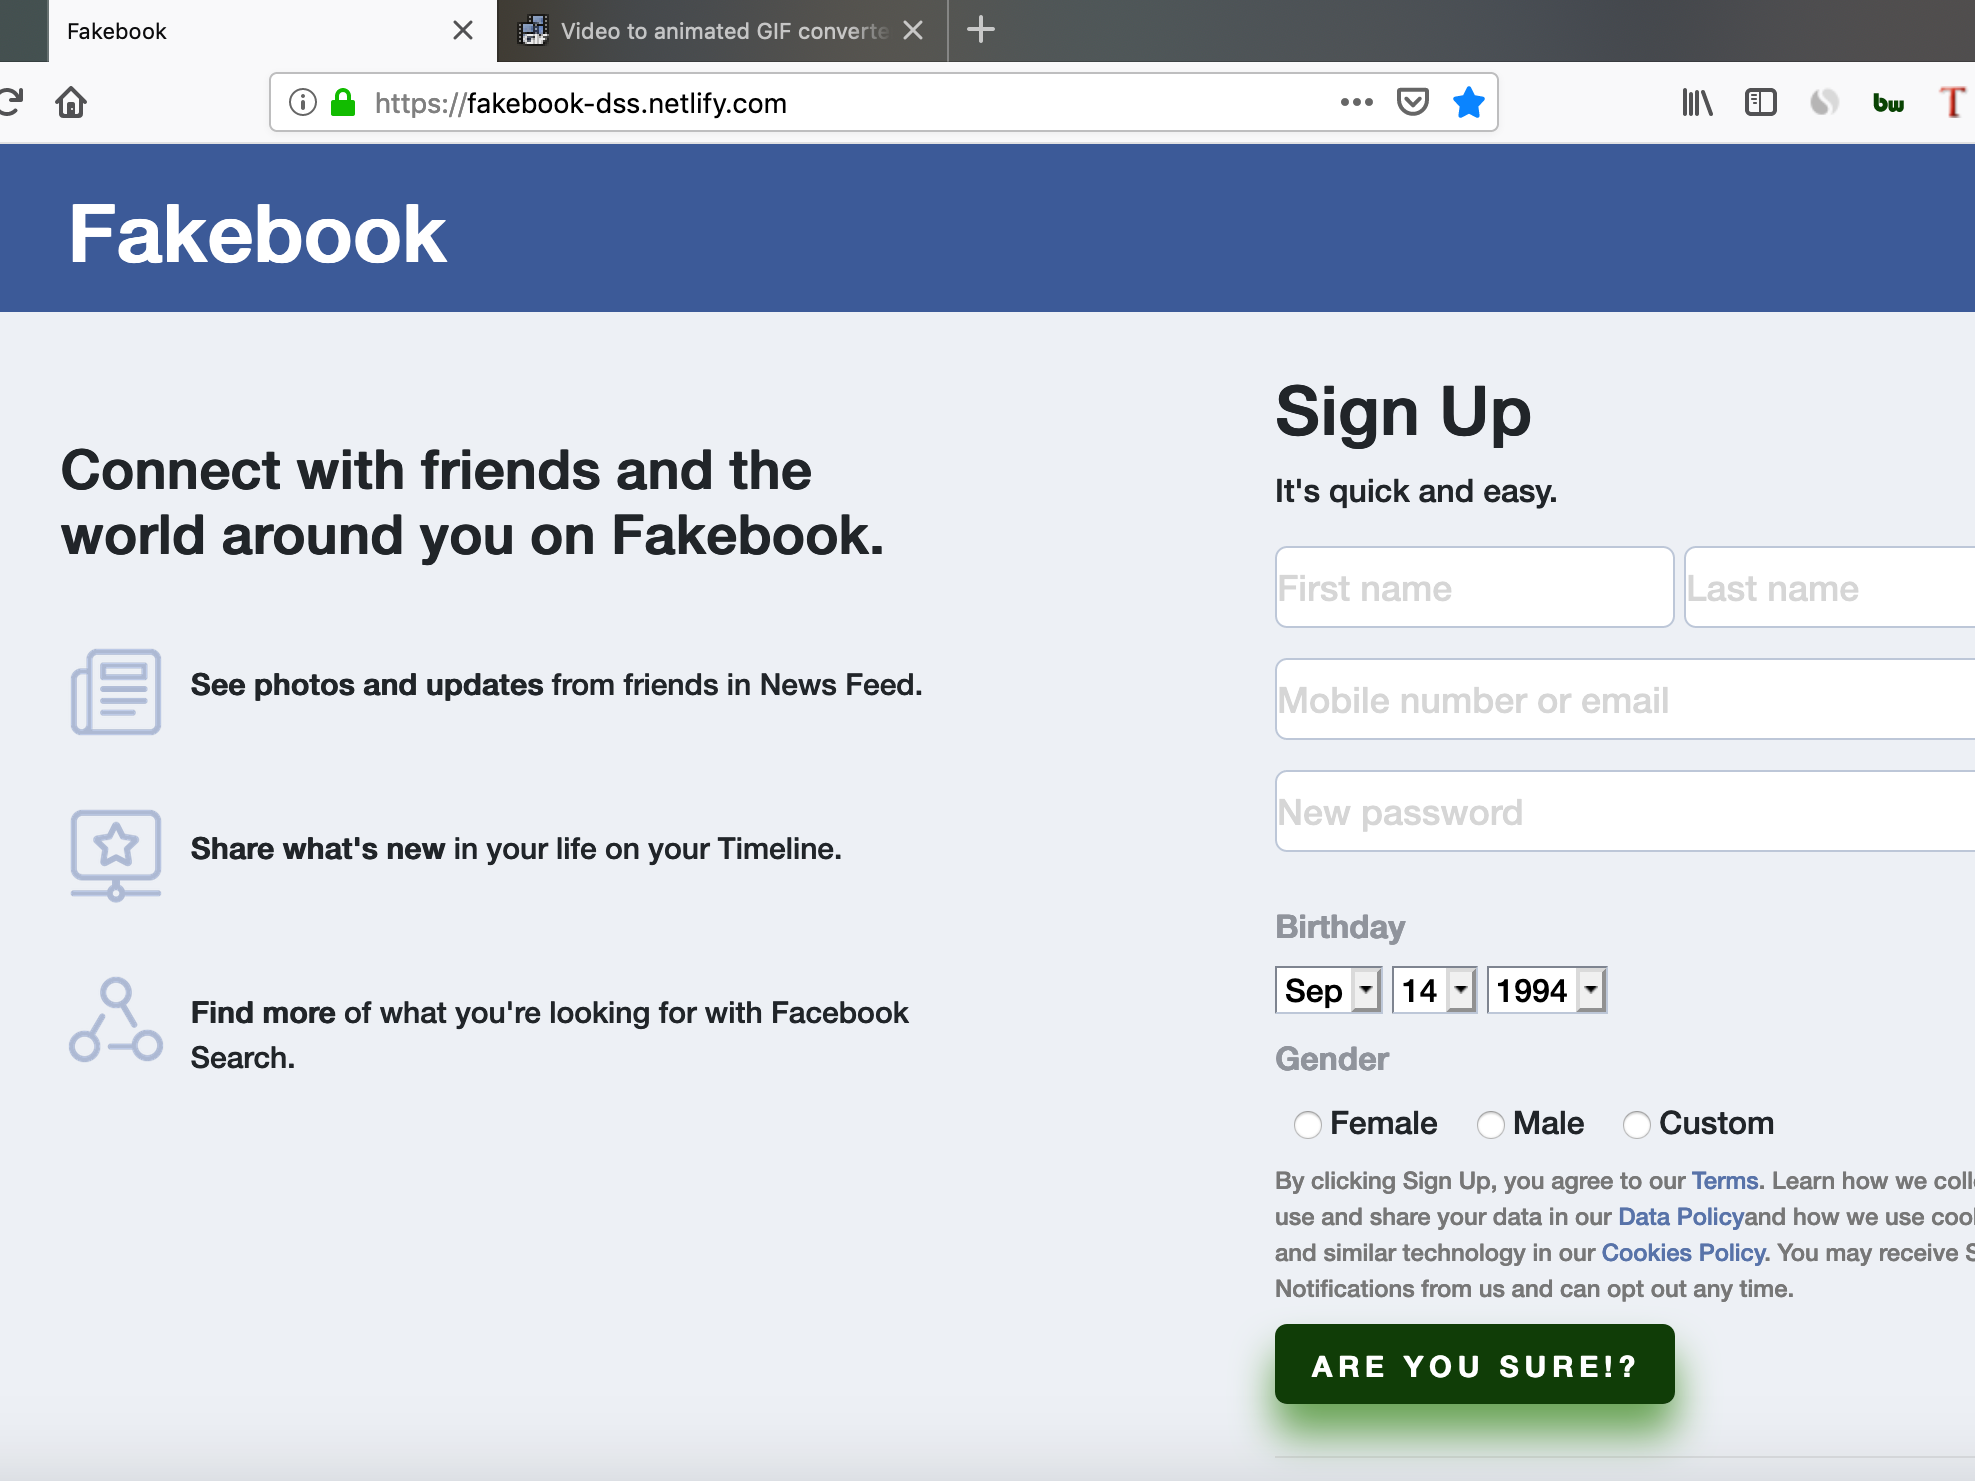 Fakebook
Video to animated GIF converte
https://fakebook-dss.netlify.com
bw
T
Fakebook
Connect with friends and the
world around you on Fakebook.
See photos and updates from friends in News Feed.
Share what's new in your life on your Timeline.
Find more of what you're looking for with Facebook
Search.
Sign Up
It's quick and easy.
First name
Last name
Mobile number or email
New password
Birthday
Sep 14 1994
Gender
Female Male Custom
By clicking Sign Up, you agree to our Terms. Learn how we coll
use and share your data in our Data Policyand how we use cook
and similar technology in our Cookies Policy. You may receive S
Notifications from us and can opt out any time.
ARE YOU SURE!?